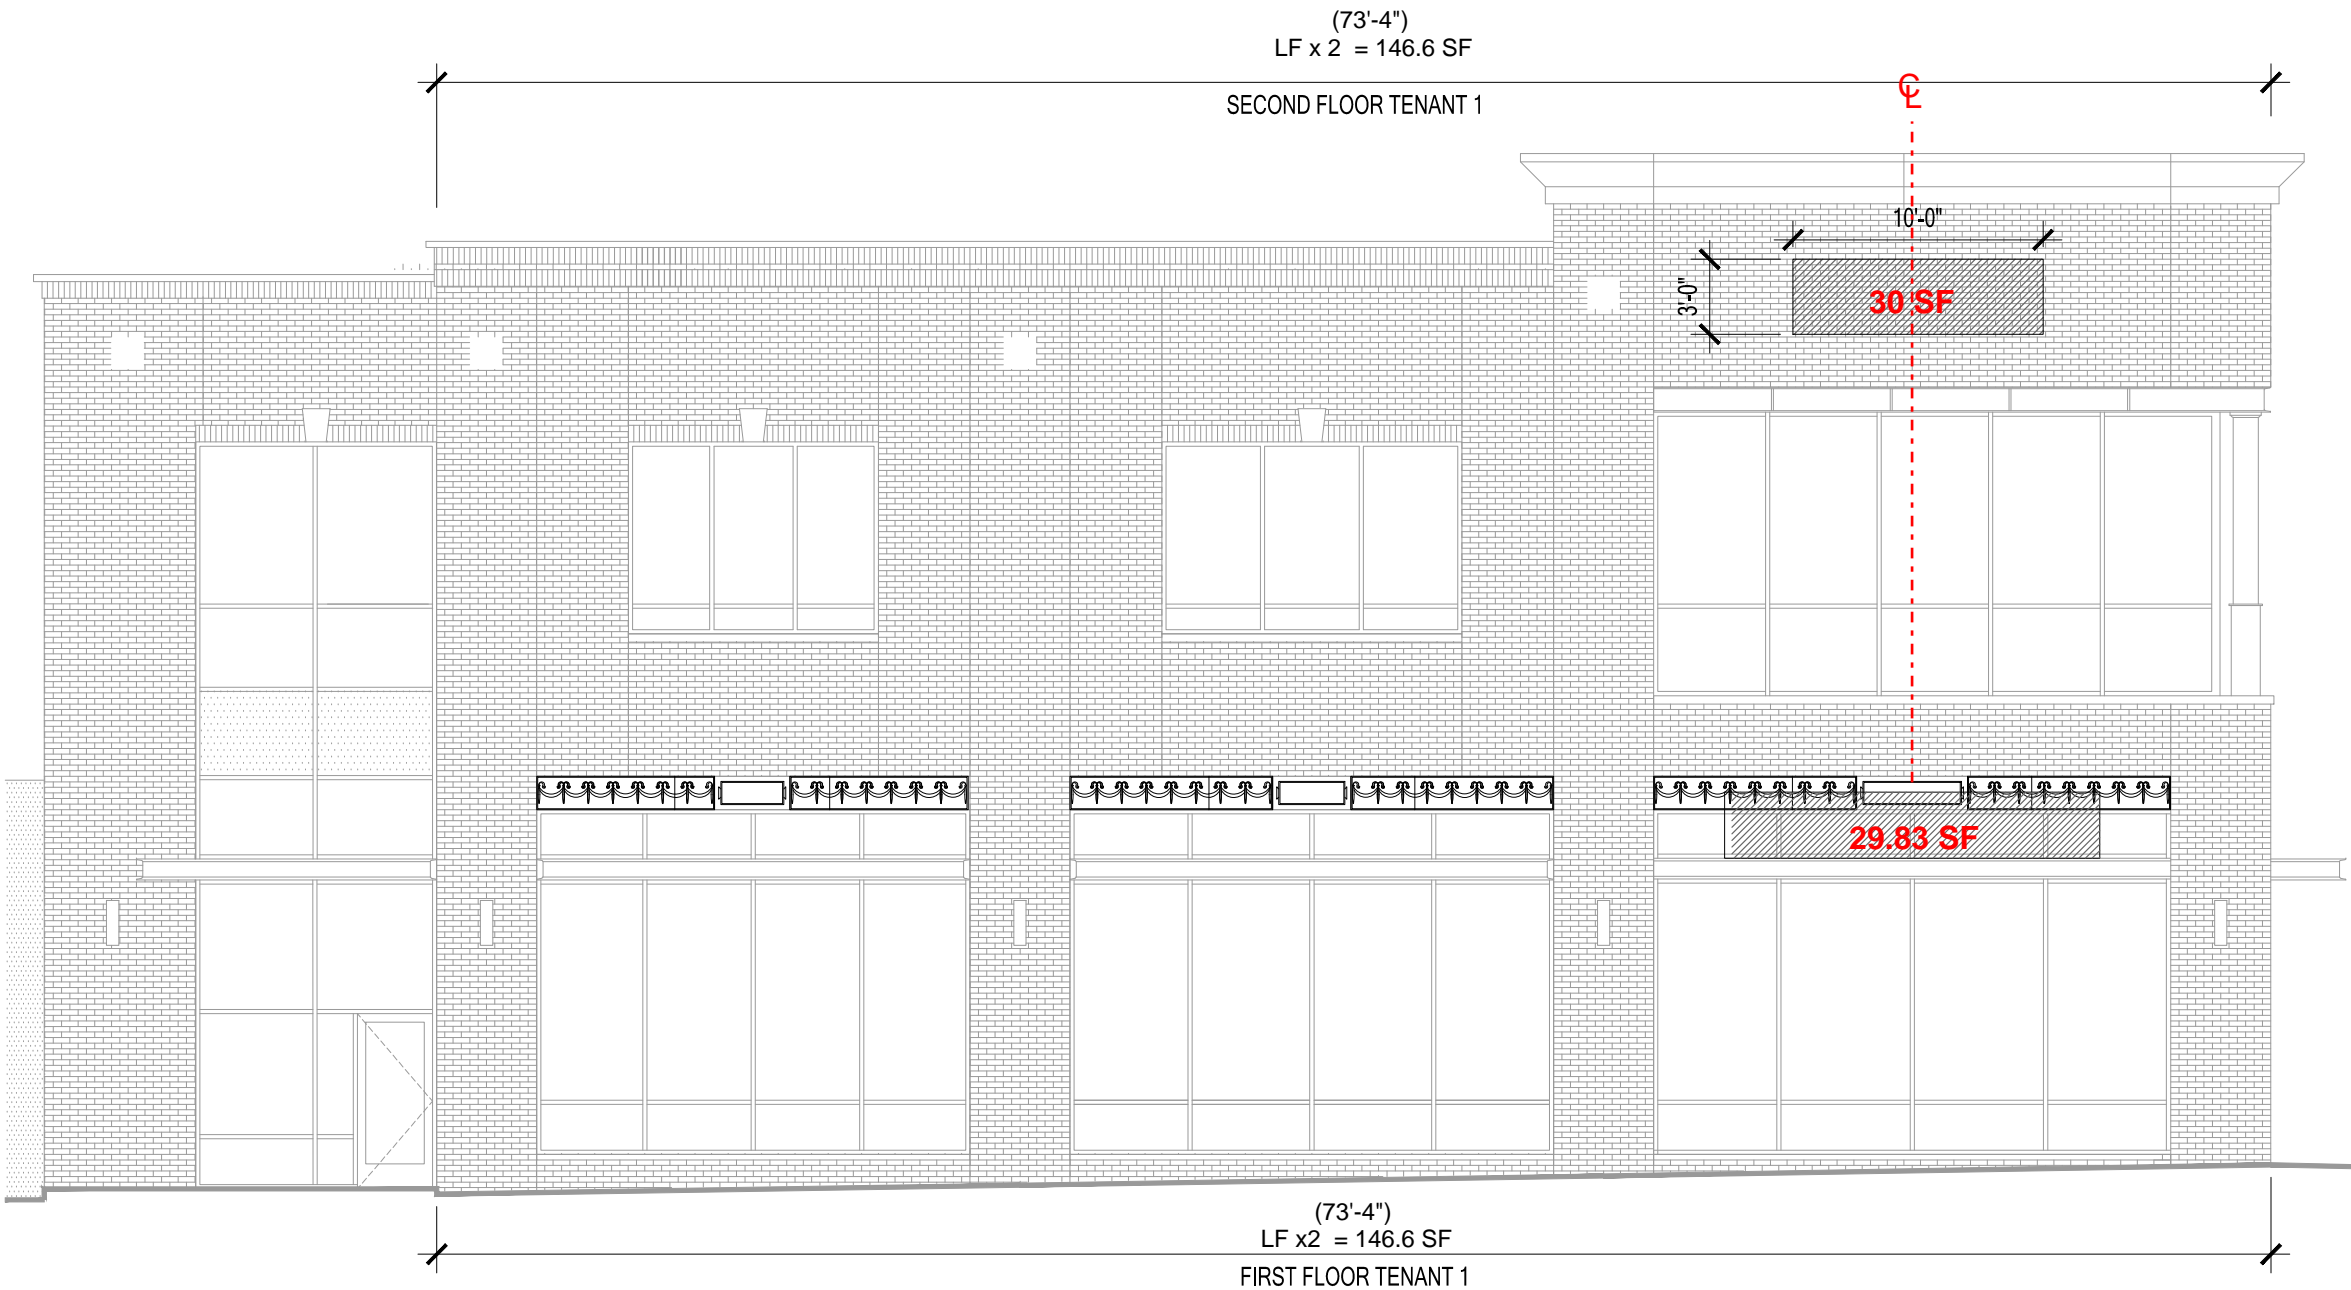 (73'-4")
LF x 2 = 146.6 SF
SECOND FLOOR TENANT 1
℄
10'-0"
3'-0"
30 SF
29.83 SF
(73'-4")
LF x2 = 146.6 SF
FIRST FLOOR TENANT 1